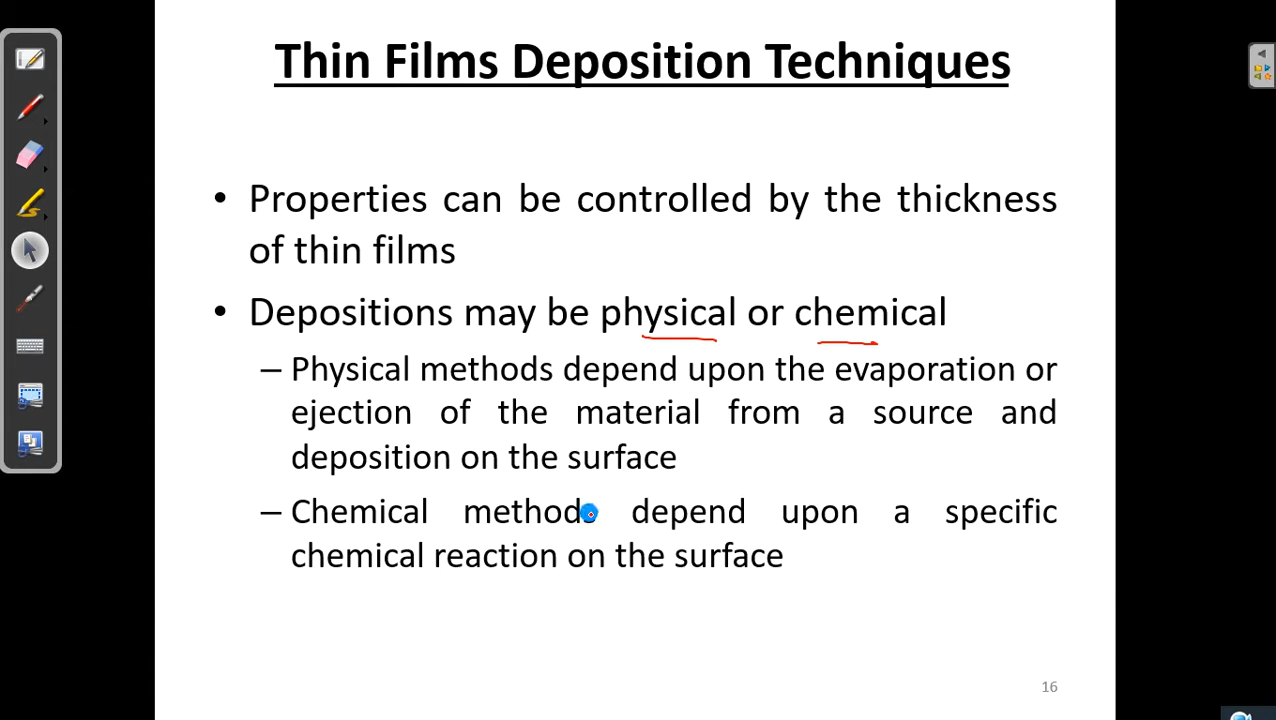 Thin Films Deposition Techniques
• Properties can be controlled by the thickness
of thin films
• Depositions may be physical or chemical
– Physical methods depend upon the evaporation or
ejection of the material from a source and
deposition on the surface
– Chemical methods depend upon a specific
chemical reaction on the surface
16